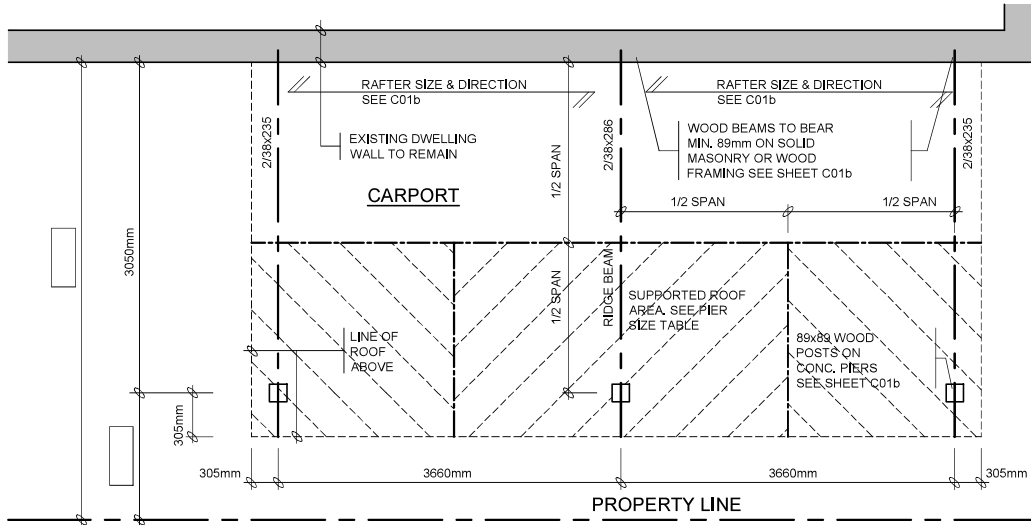 RAFTER SIZE & DIRECTION
SEE C01b
RAFTER SIZE & DIRECTION
SEE C01b
2/38x235
EXISTING DWELLING
WALL TO REMAIN
1/2 SPAN
2/38x286
WOOD BEAMS TO BEAR
MIN. 89mm ON SOLID
MASONRY OR WOOD
FRAMING SEE SHEET C01b
2/38x235
CARPORT
1/2 SPAN
1/2 SPAN
3050mm
1/2 SPAN
RIDGE BEAM
SUPPORTED ROOF
AREA. SEE PIER
SIZE TABLE
LINE OF
ROOF
ABOVE
89x89 WOOD
POSTS ON
CONC. PIERS
SEE SHEET C01b
305mm
305mm
3660mm
3660mm
305mm
PROPERTY LINE